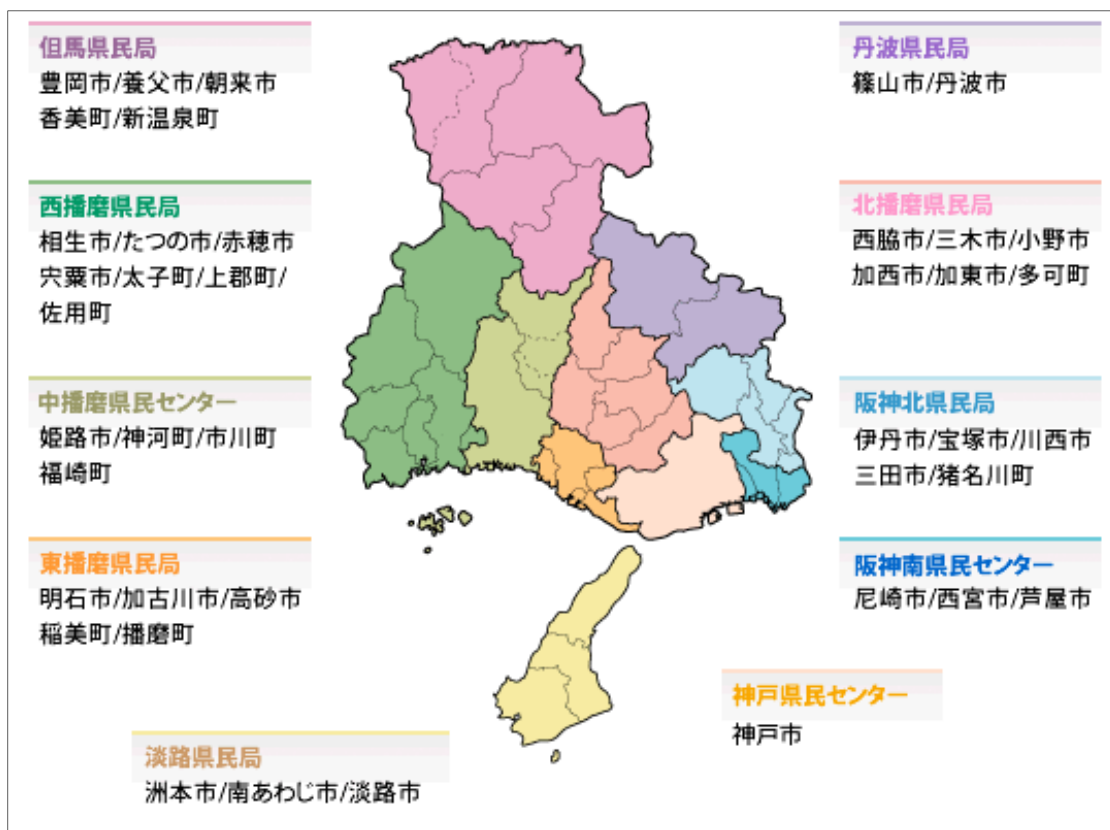 但馬県民局
豊岡市/養父市/朝来市
香美町/新温泉町
丹波県民局
篠山市/丹波市
西播磨県民局
相生市/たつの市/赤穂市
宍粟市/太子町/上郡町/
佐用町
北播磨県民局
西脇市/三木市/小野市
加西市/加東市/多可町
中播磨県民センター
姫路市/神河町/市川町
福崎町
阪神北県民局
伊丹市/宝塚市/川西市
三田市/猪名川町
東播磨県民局
明石市/加古川市/高砂市
稲美町/播磨町
阪神南県民センター
尼崎市/西宮市/芦屋市
神戸県民センター
神戸市
淡路県民局
洲本市/南あわじ市/淡路市